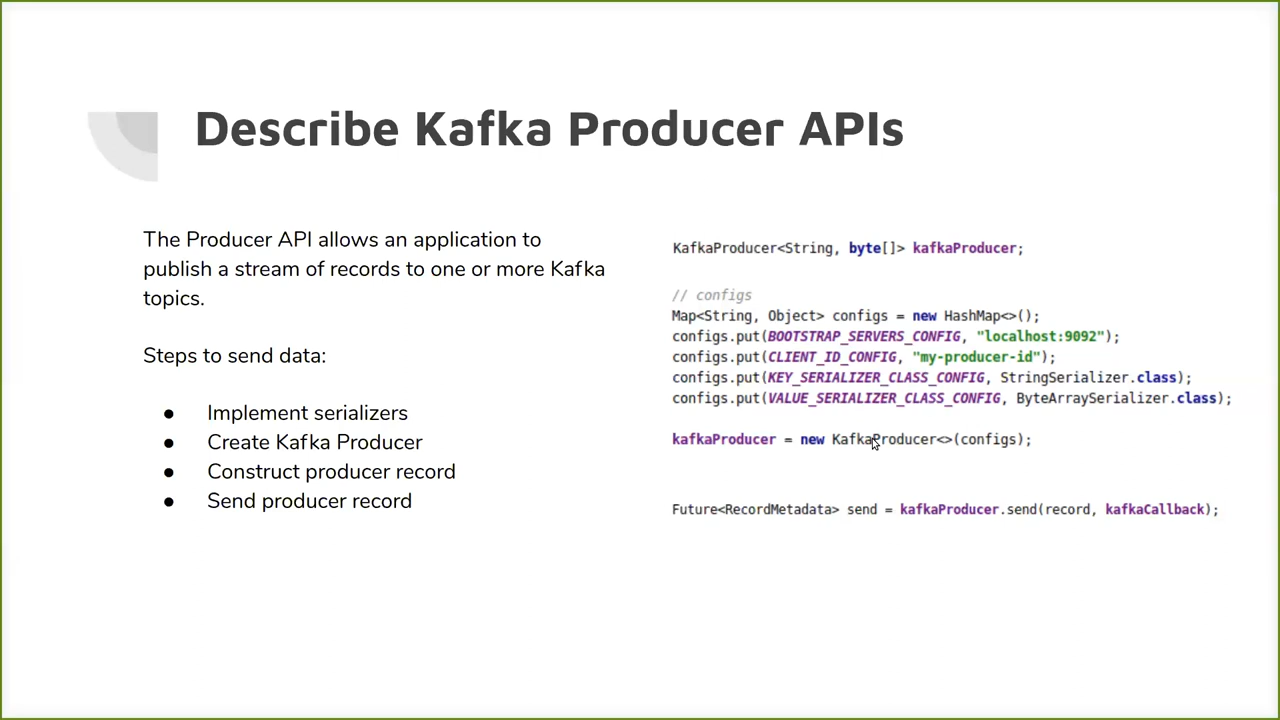 Describe Kafka Producer APIs
The Producer API allows an application to
publish a stream of records to one or more Kafka
topics.
Steps to send data:
● Implement serializers
● Create Kafka Producer
● Construct producer record
● Send producer record
KafkaProducer<String, byte[]> kafkaProducer;
// configs
Map<String, Object> configs = new HashMap<>();
configs.put(BOOTSTRAP_SERVERS_CONFIG, "localhost:9092");
configs.put(CLIENT_ID_CONFIG, "my-producer-id");
configs.put(KEY_SERIALIZER_CLASS_CONFIG, StringSerializer.class);
configs.put(VALUE_SERIALIZER_CLASS_CONFIG, ByteArraySerializer.class);
kafkaProducer = new KafkaProducer<>(configs);
Future<RecordMetadata> send = kafkaProducer.send(record, kafkaCallback);